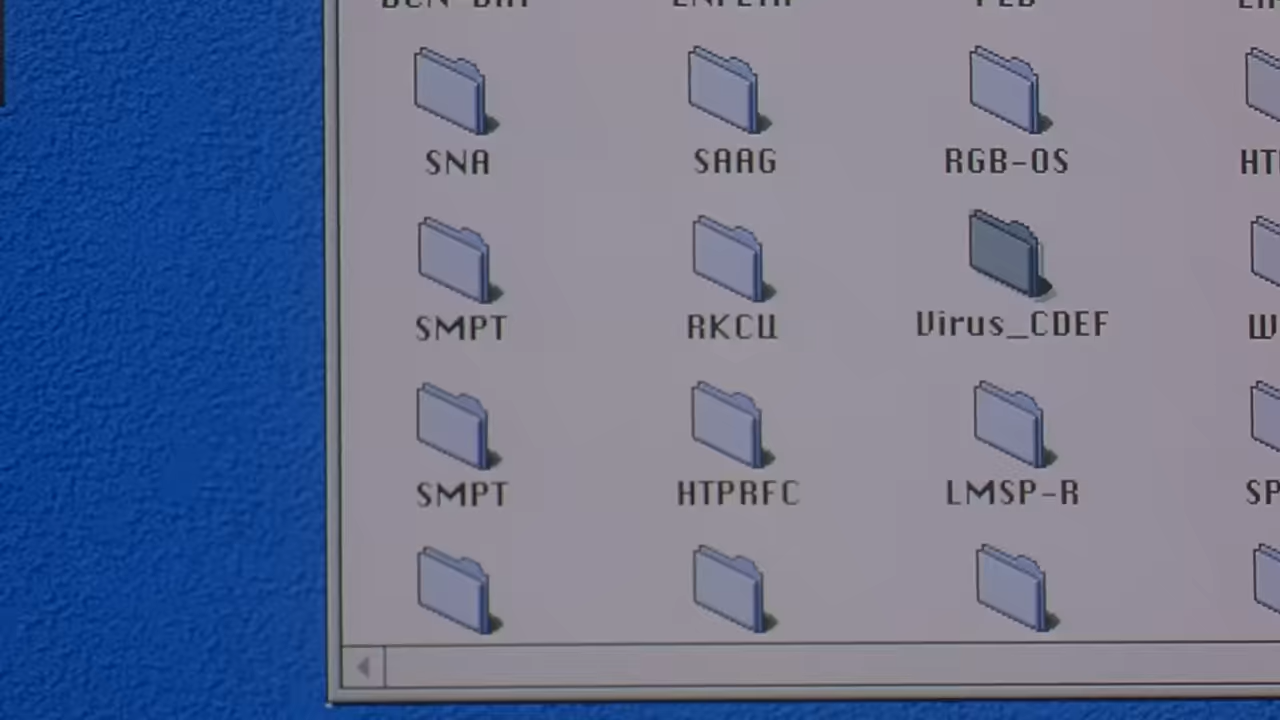 SNA SAAG RGB-OS
SMPT RKCU Virus_CDEF
SMPT HTPRFC LMSP-R